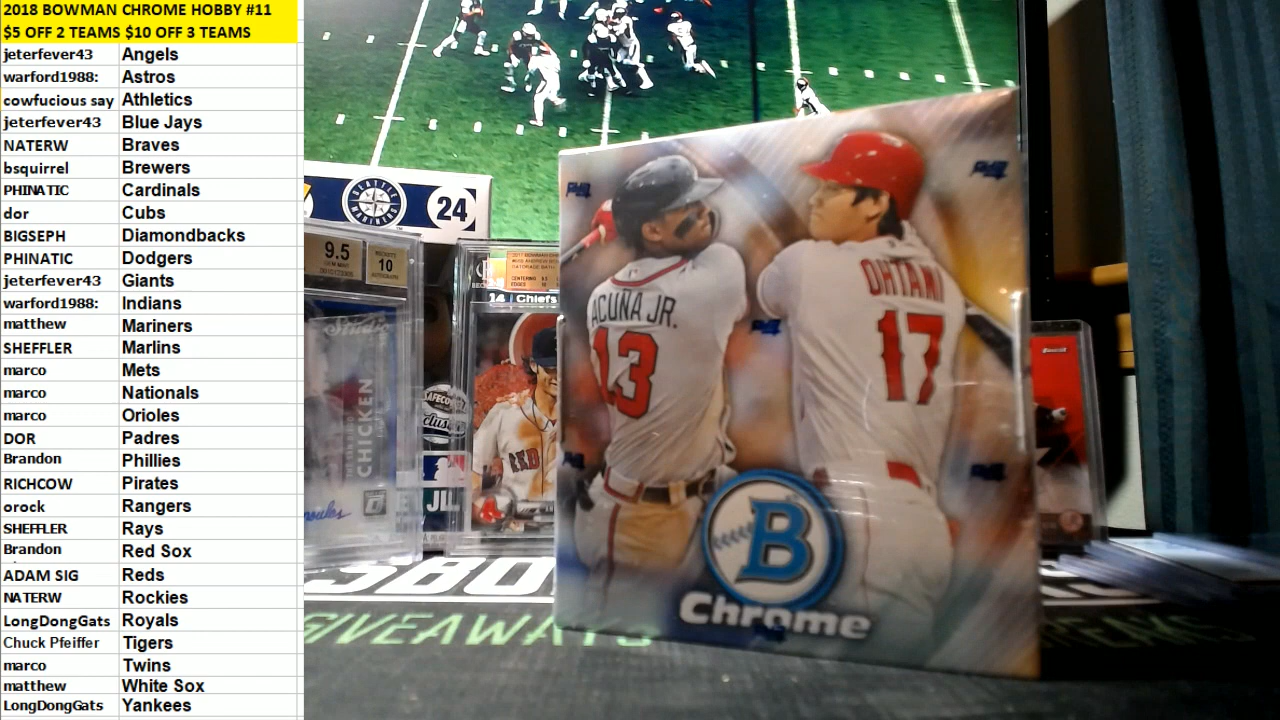 2018 BOWMAN CHROME HOBBY #11
$5 OFF 2 TEAMS $10 OFF 3 TEAMS
jeterfever43 Angels
warford1988: Astros
cowfucious say Athletics
jeterfever43 Blue Jays
NATERW Braves
bsquirrel Brewers
PHINATIC Cardinals
dor Cubs
BIGSEPH Diamondbacks
PHINATIC Dodgers
jeterfever43 Giants
warford1988: Indians
matthew Mariners
SHEFFLER Marlins
marco Mets
marco Nationals
marco Orioles
DOR Padres
Brandon Phillies
RICHCOW Pirates
orock Rangers
SHEFFLER Rays
Brandon Red Sox
ADAM SIG Reds
NATERW Rockies
LongDongGats Royals
Chuck Pfeiffer Tigers
marco Twins
matthew White Sox
LongDongGats Yankees
SEATTLE
MARINERS
24
9.5
10
14 Chiefs
CHICKEN
RED
ACUÑA JR.
13
OHTANI
17
B
Chrome
GIVEAWAYS